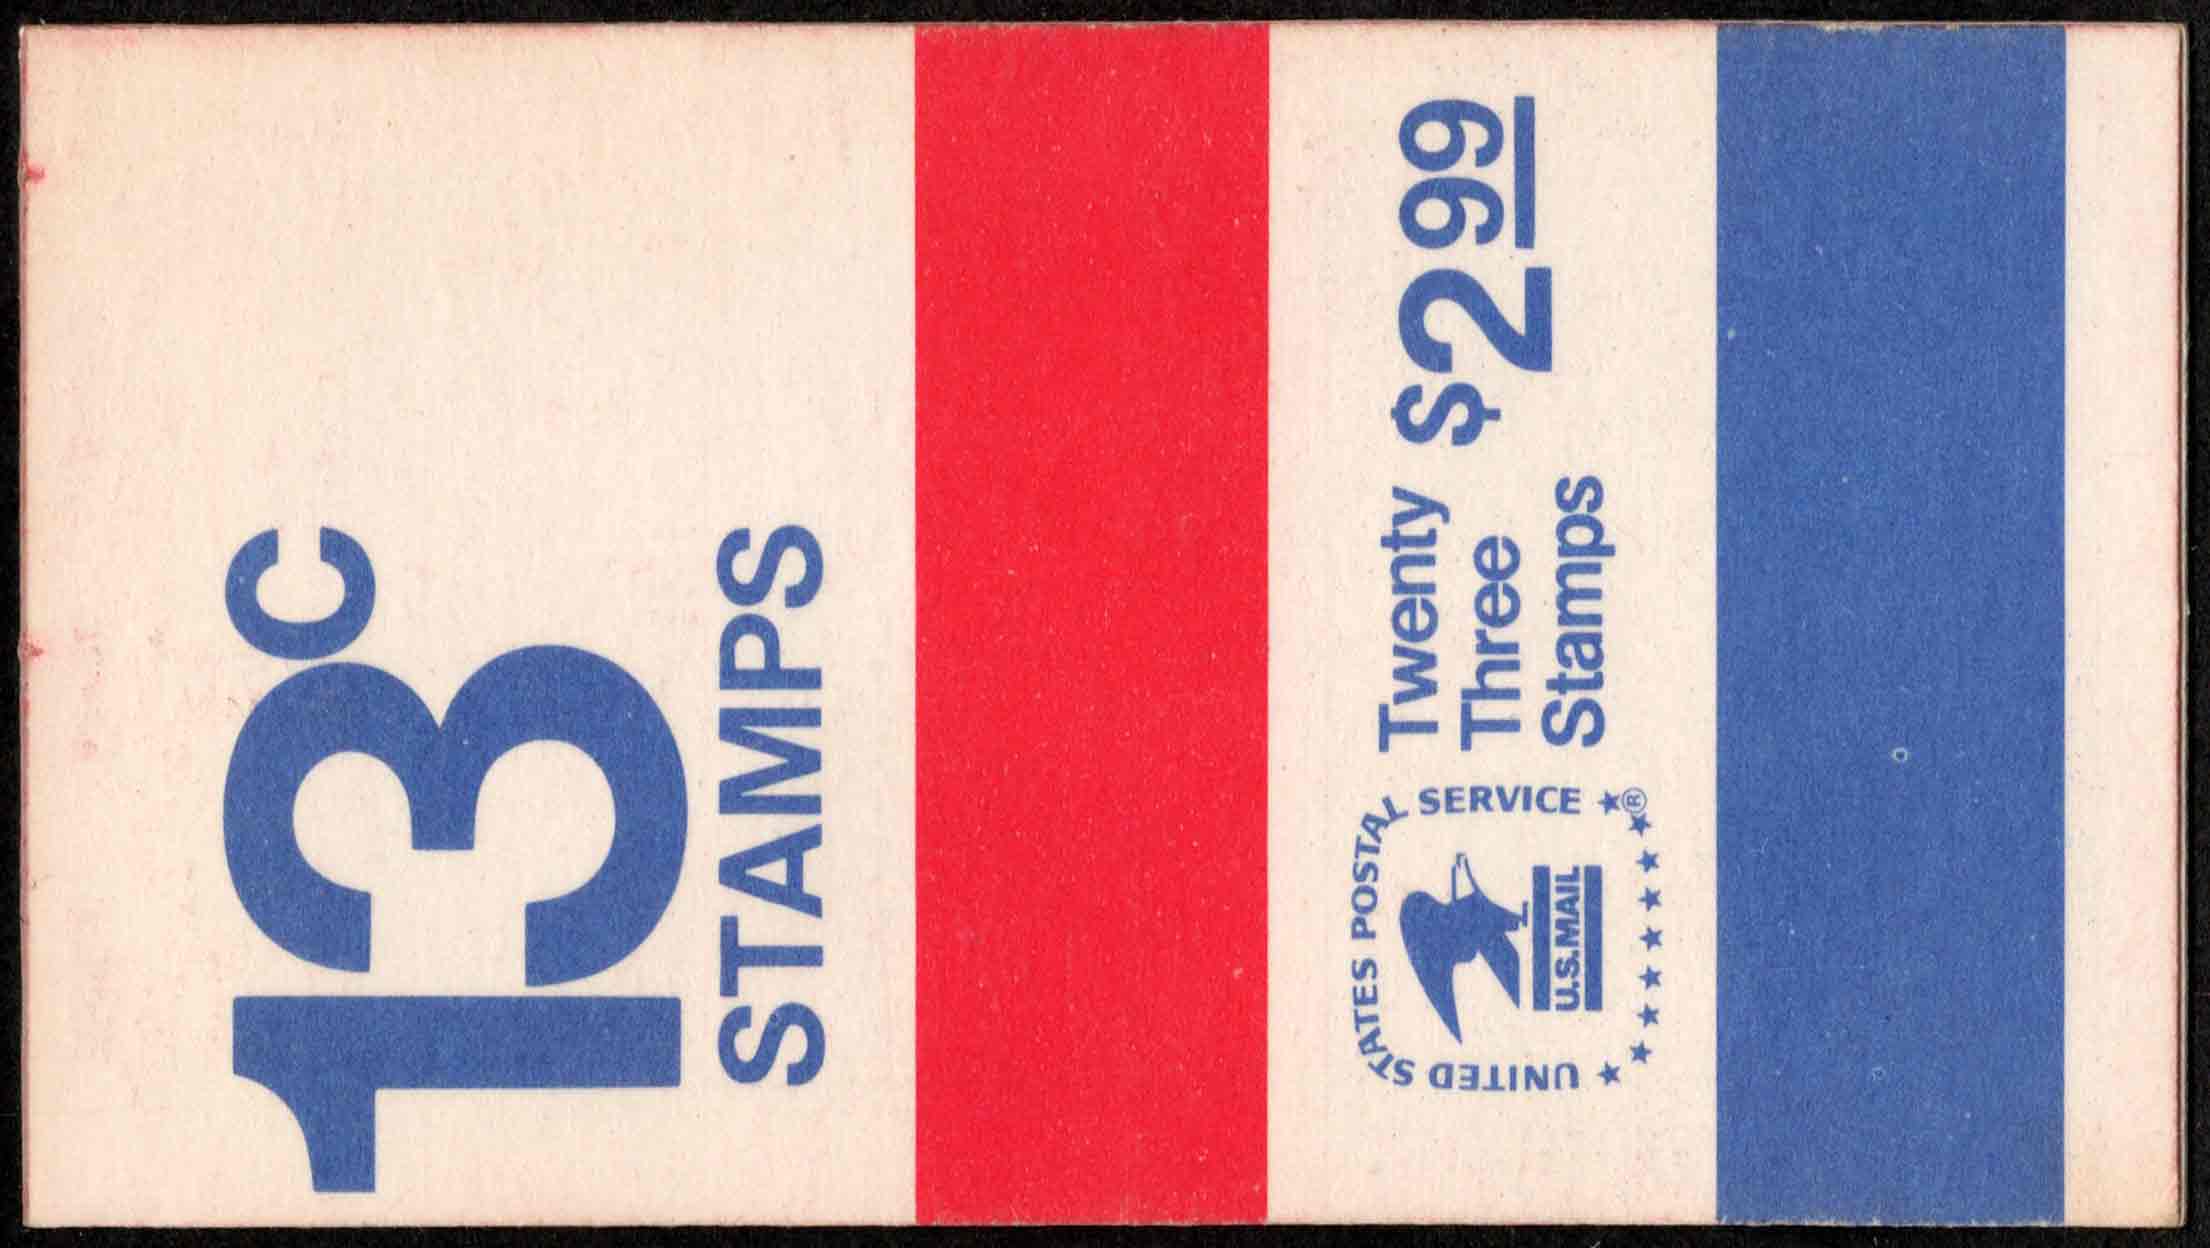 13c
STAMPS
UNITED STATES POSTAL SERVICE ®
U.S.MAIL
Twenty
Three
Stamps
$2 99